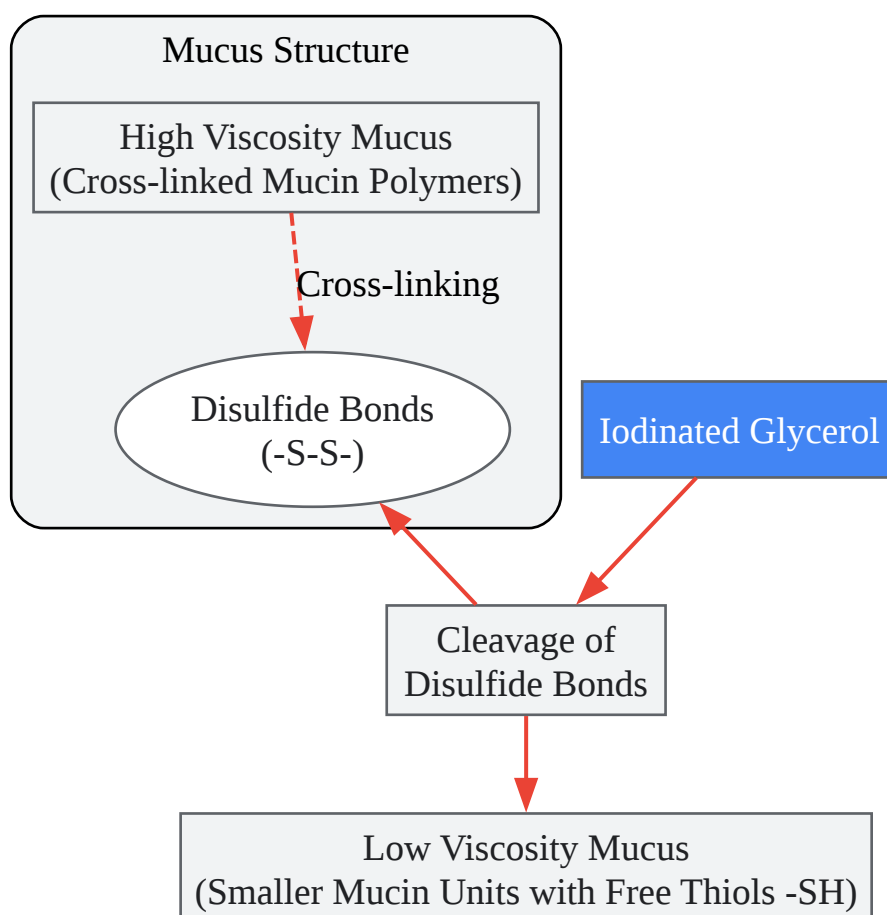 Mucus Structure
High Viscosity Mucus
(Cross-linked Mucin Polymers)
Cross-linking
Disulfide Bonds
(-S-S-)
Iodinated Glycerol
Cleavage of
Disulfide Bonds
Low Viscosity Mucus
(Smaller Mucin Units with Free Thiols -SH)